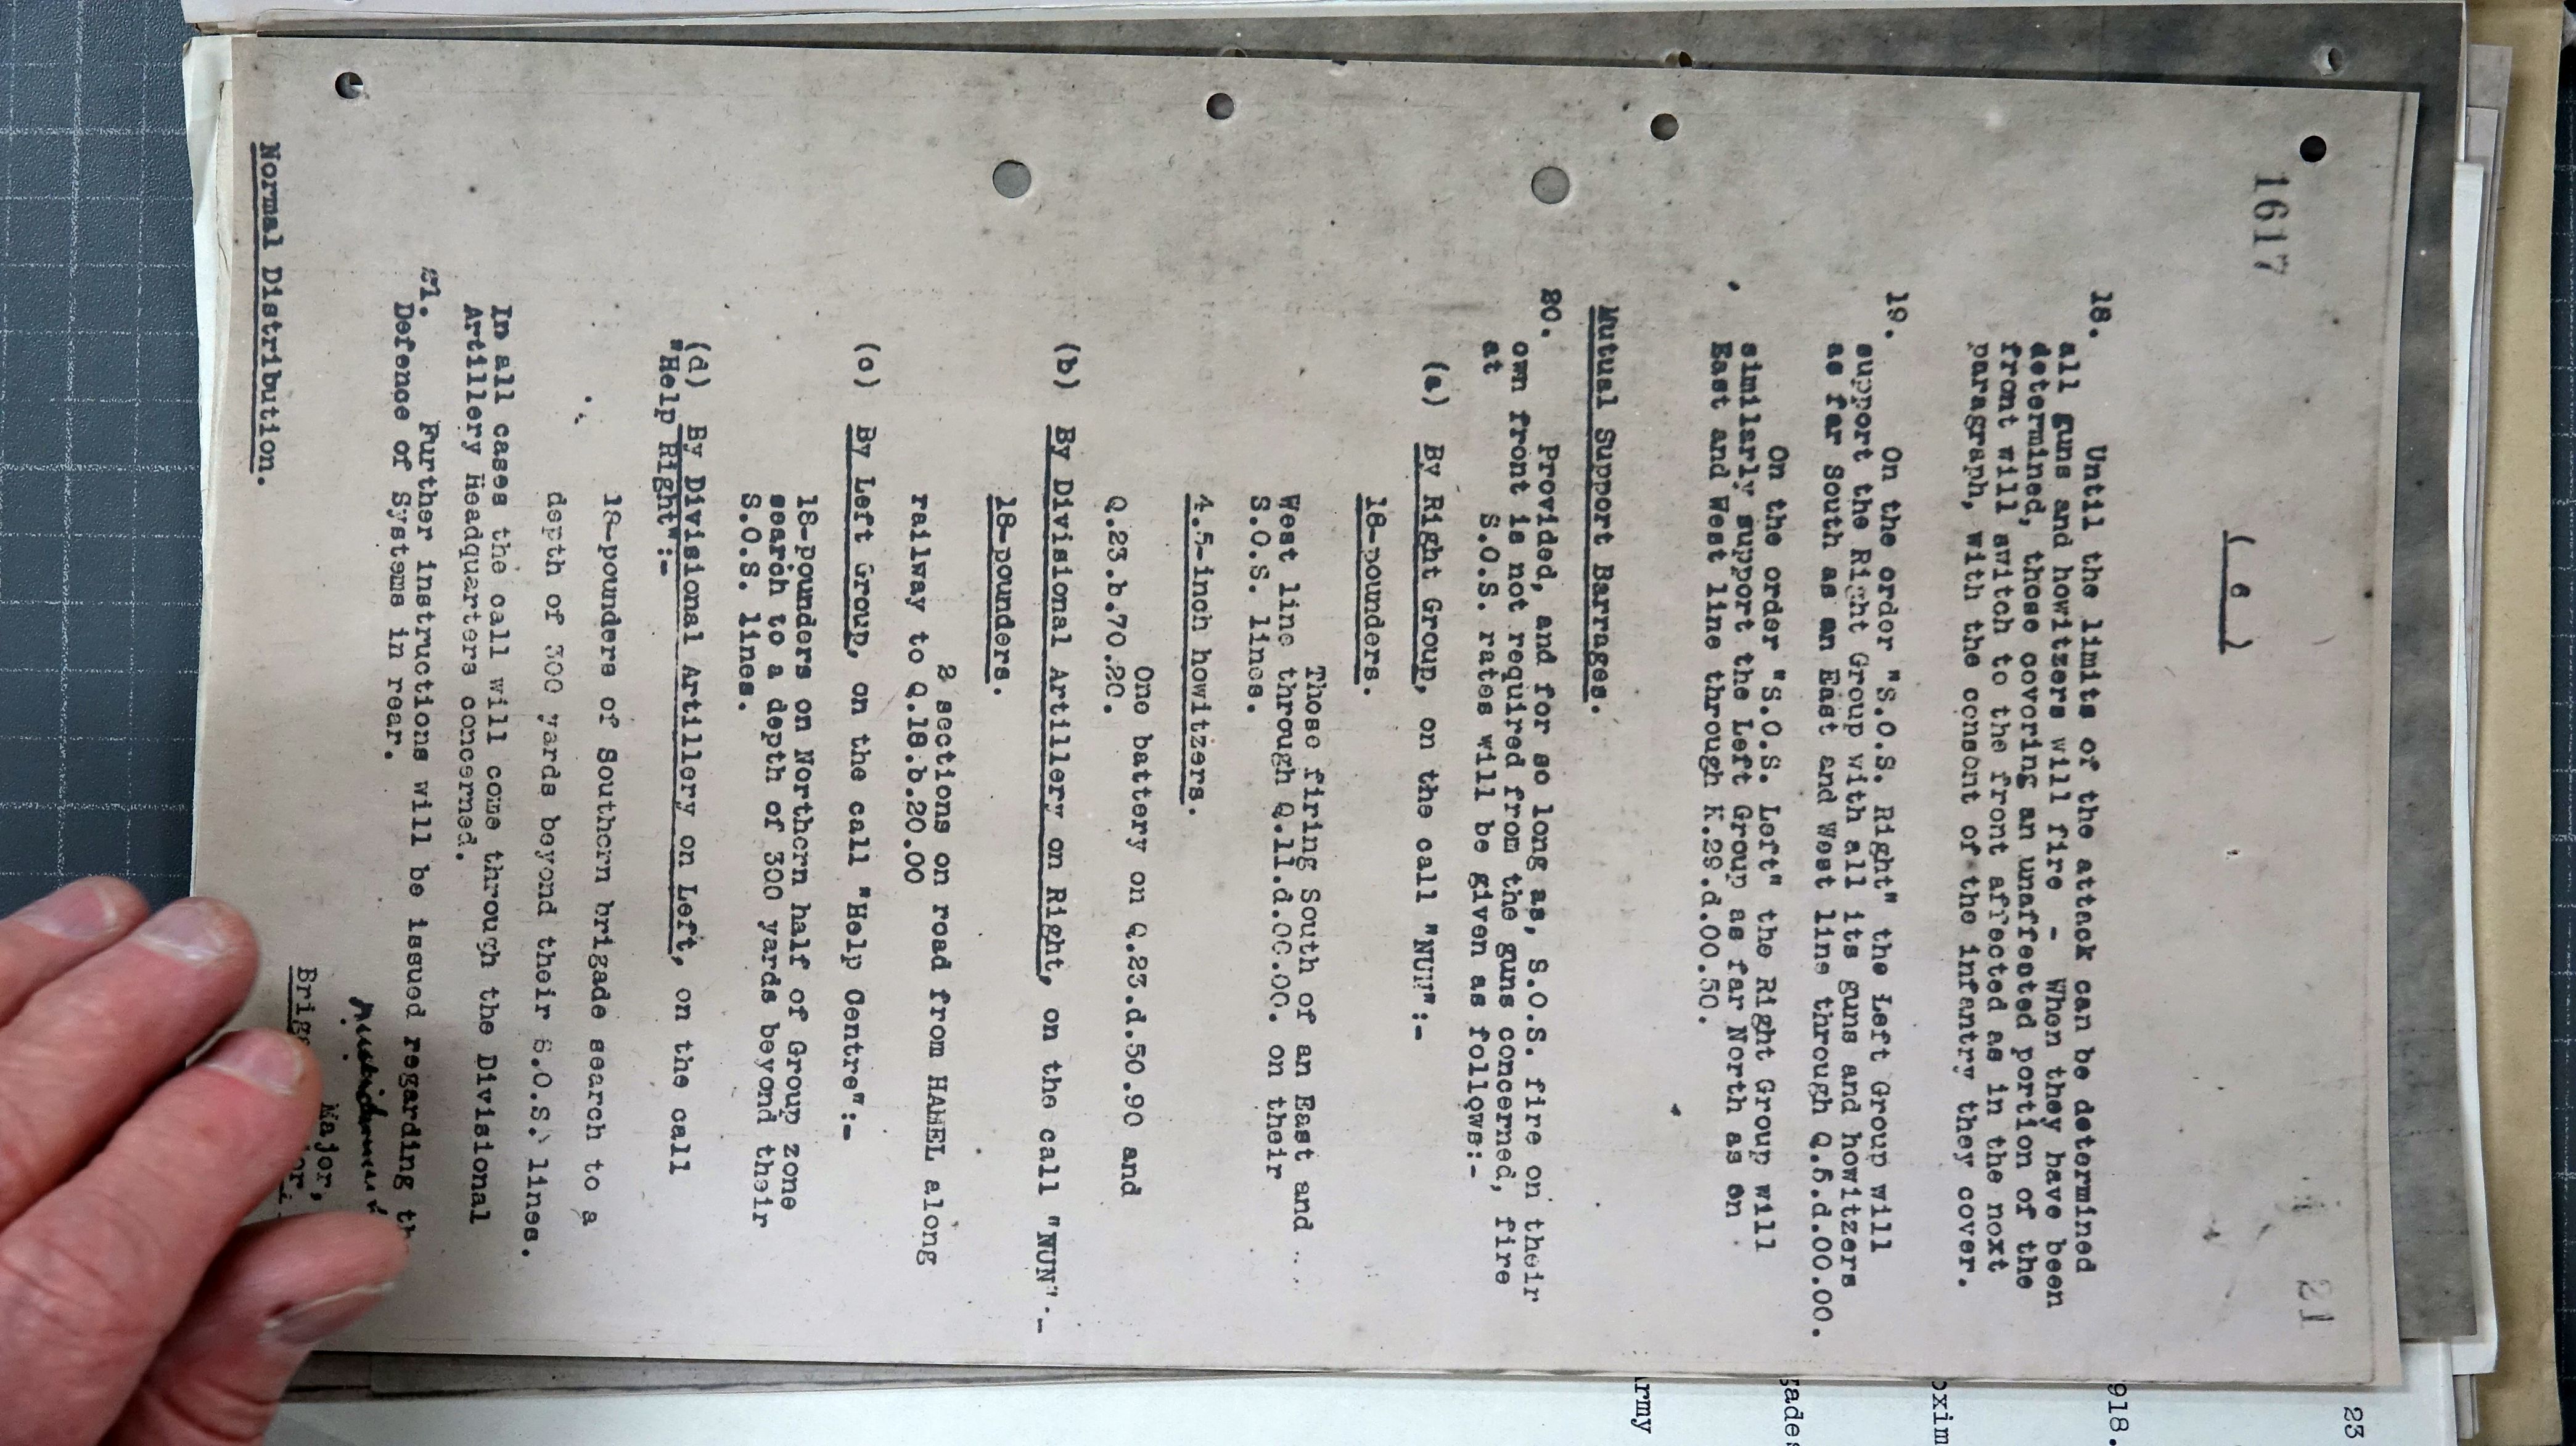 1617
21
( 6 )
18. Until the limits of the attack can be determined
all guns and howitzers will fire - When they have been
determined, those covering an unaffected portion of the
front will switch to the front affected as in the next
paragraph, with the consent of the infantry they cover.
19. On the order "S.O.S. Right" the Left Group will
support the Right Group with all its guns and howitzers
as far South as an East and West line through Q.5.d.00.00.
On the order "S.O.S. Left" the Right Group will
similarly support the Left Group as far North as an
East and West line through K.29.d.00.50.
Mutual Support Barrages.
20. Provided, and for so long as, S.O.S. fire on their
own front is not required from the guns concerned, fire
at S.O.S. rates will be given as follows:-
(a) By Right Group, on the call "NUN":-
18-pounders.
Those firing South of an East and
West line through Q.11.d.00.00. on their
S.O.S. lines.
4.5-inch howitzers.
One battery on Q.23.d.50.90 and
Q.23.b.70.20.
(b) By Divisional Artillery on Right, on the call "NUN".-
18-pounders.
2 sections on road from HAMEL along
railway to Q.18.b.20.00
(c) By Left Group, on the call "Help Centre":-
18-pounders on Northern half of Group zone
search to a depth of 300 yards beyond their
S.O.S. lines.
(d) By Divisional Artillery on Left, on the call
"Help Right":-
18-pounders of Southern brigade search to a
depth of 300 yards beyond their S.O.S. lines.
In all cases the call will come through the Divisional
Artillery Headquarters concerned.
21. Further instructions will be issued regarding th
Defence of Systems in rear.
Major,
Brig
Normal Distribution.
23
918.
oxim
gades
Army